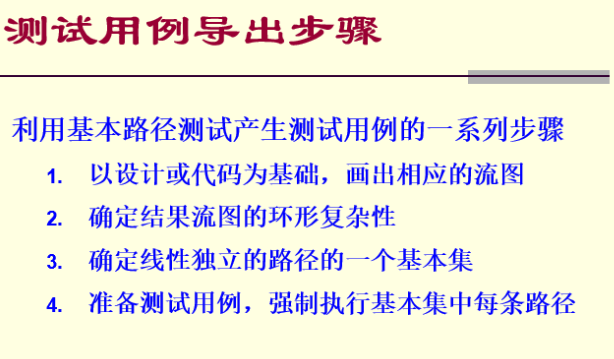 测试用例导出步骤
利用基本路径测试产生测试用例的一系列步骤
1. 以设计或代码为基础，画出相应的流图
2. 确定结果流图的环形复杂性
3. 确定线性独立的路径的一个基本集
4. 准备测试用例，强制执行基本集中每条路径